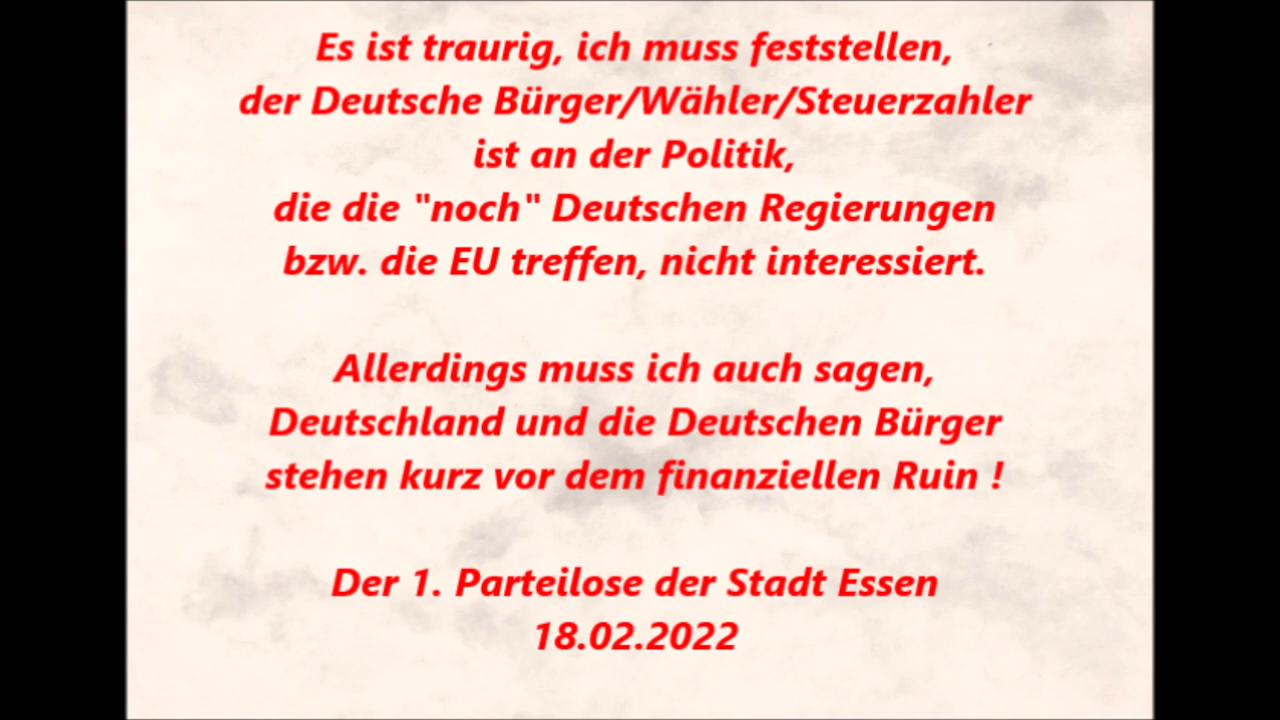 Es ist traurig, ich muss feststellen,
der Deutsche Bürger/Wähler/Steuerzahler
ist an der Politik,
die die "noch" Deutschen Regierungen
bzw. die EU treffen, nicht interessiert.
Allerdings muss ich auch sagen,
Deutschland und die Deutschen Bürger
stehen kurz vor dem finanziellen Ruin !
Der 1. Parteilose der Stadt Essen
18.02.2022